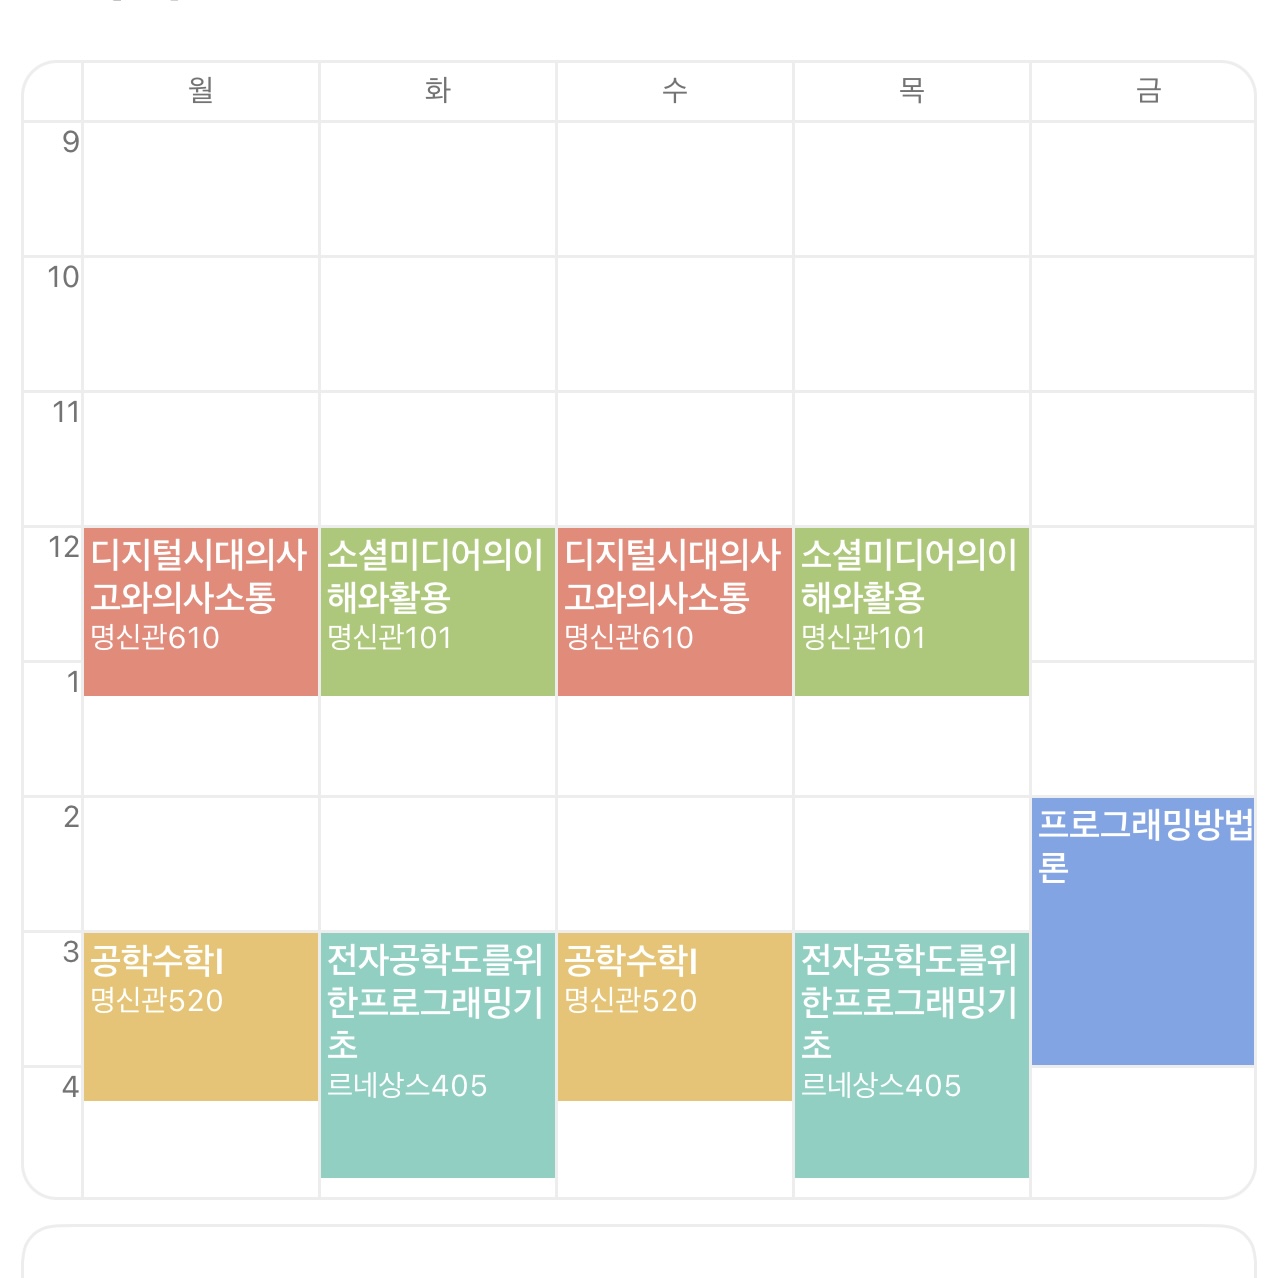 월 화 수 목 금
9
10
11
12
디지털시대의사
고와의사소통
명신관610
소셜미디어의이
해와활용
명신관101
디지털시대의사
고와의사소통
명신관610
소셜미디어의이
해와활용
명신관101
1
2
프로그래밍방법
론
3
공학수학I
명신관520
전자공학도를위
한프로그래밍기
초
르네상스405
공학수학I
명신관520
전자공학도를위
한프로그래밍기
초
르네상스405
4